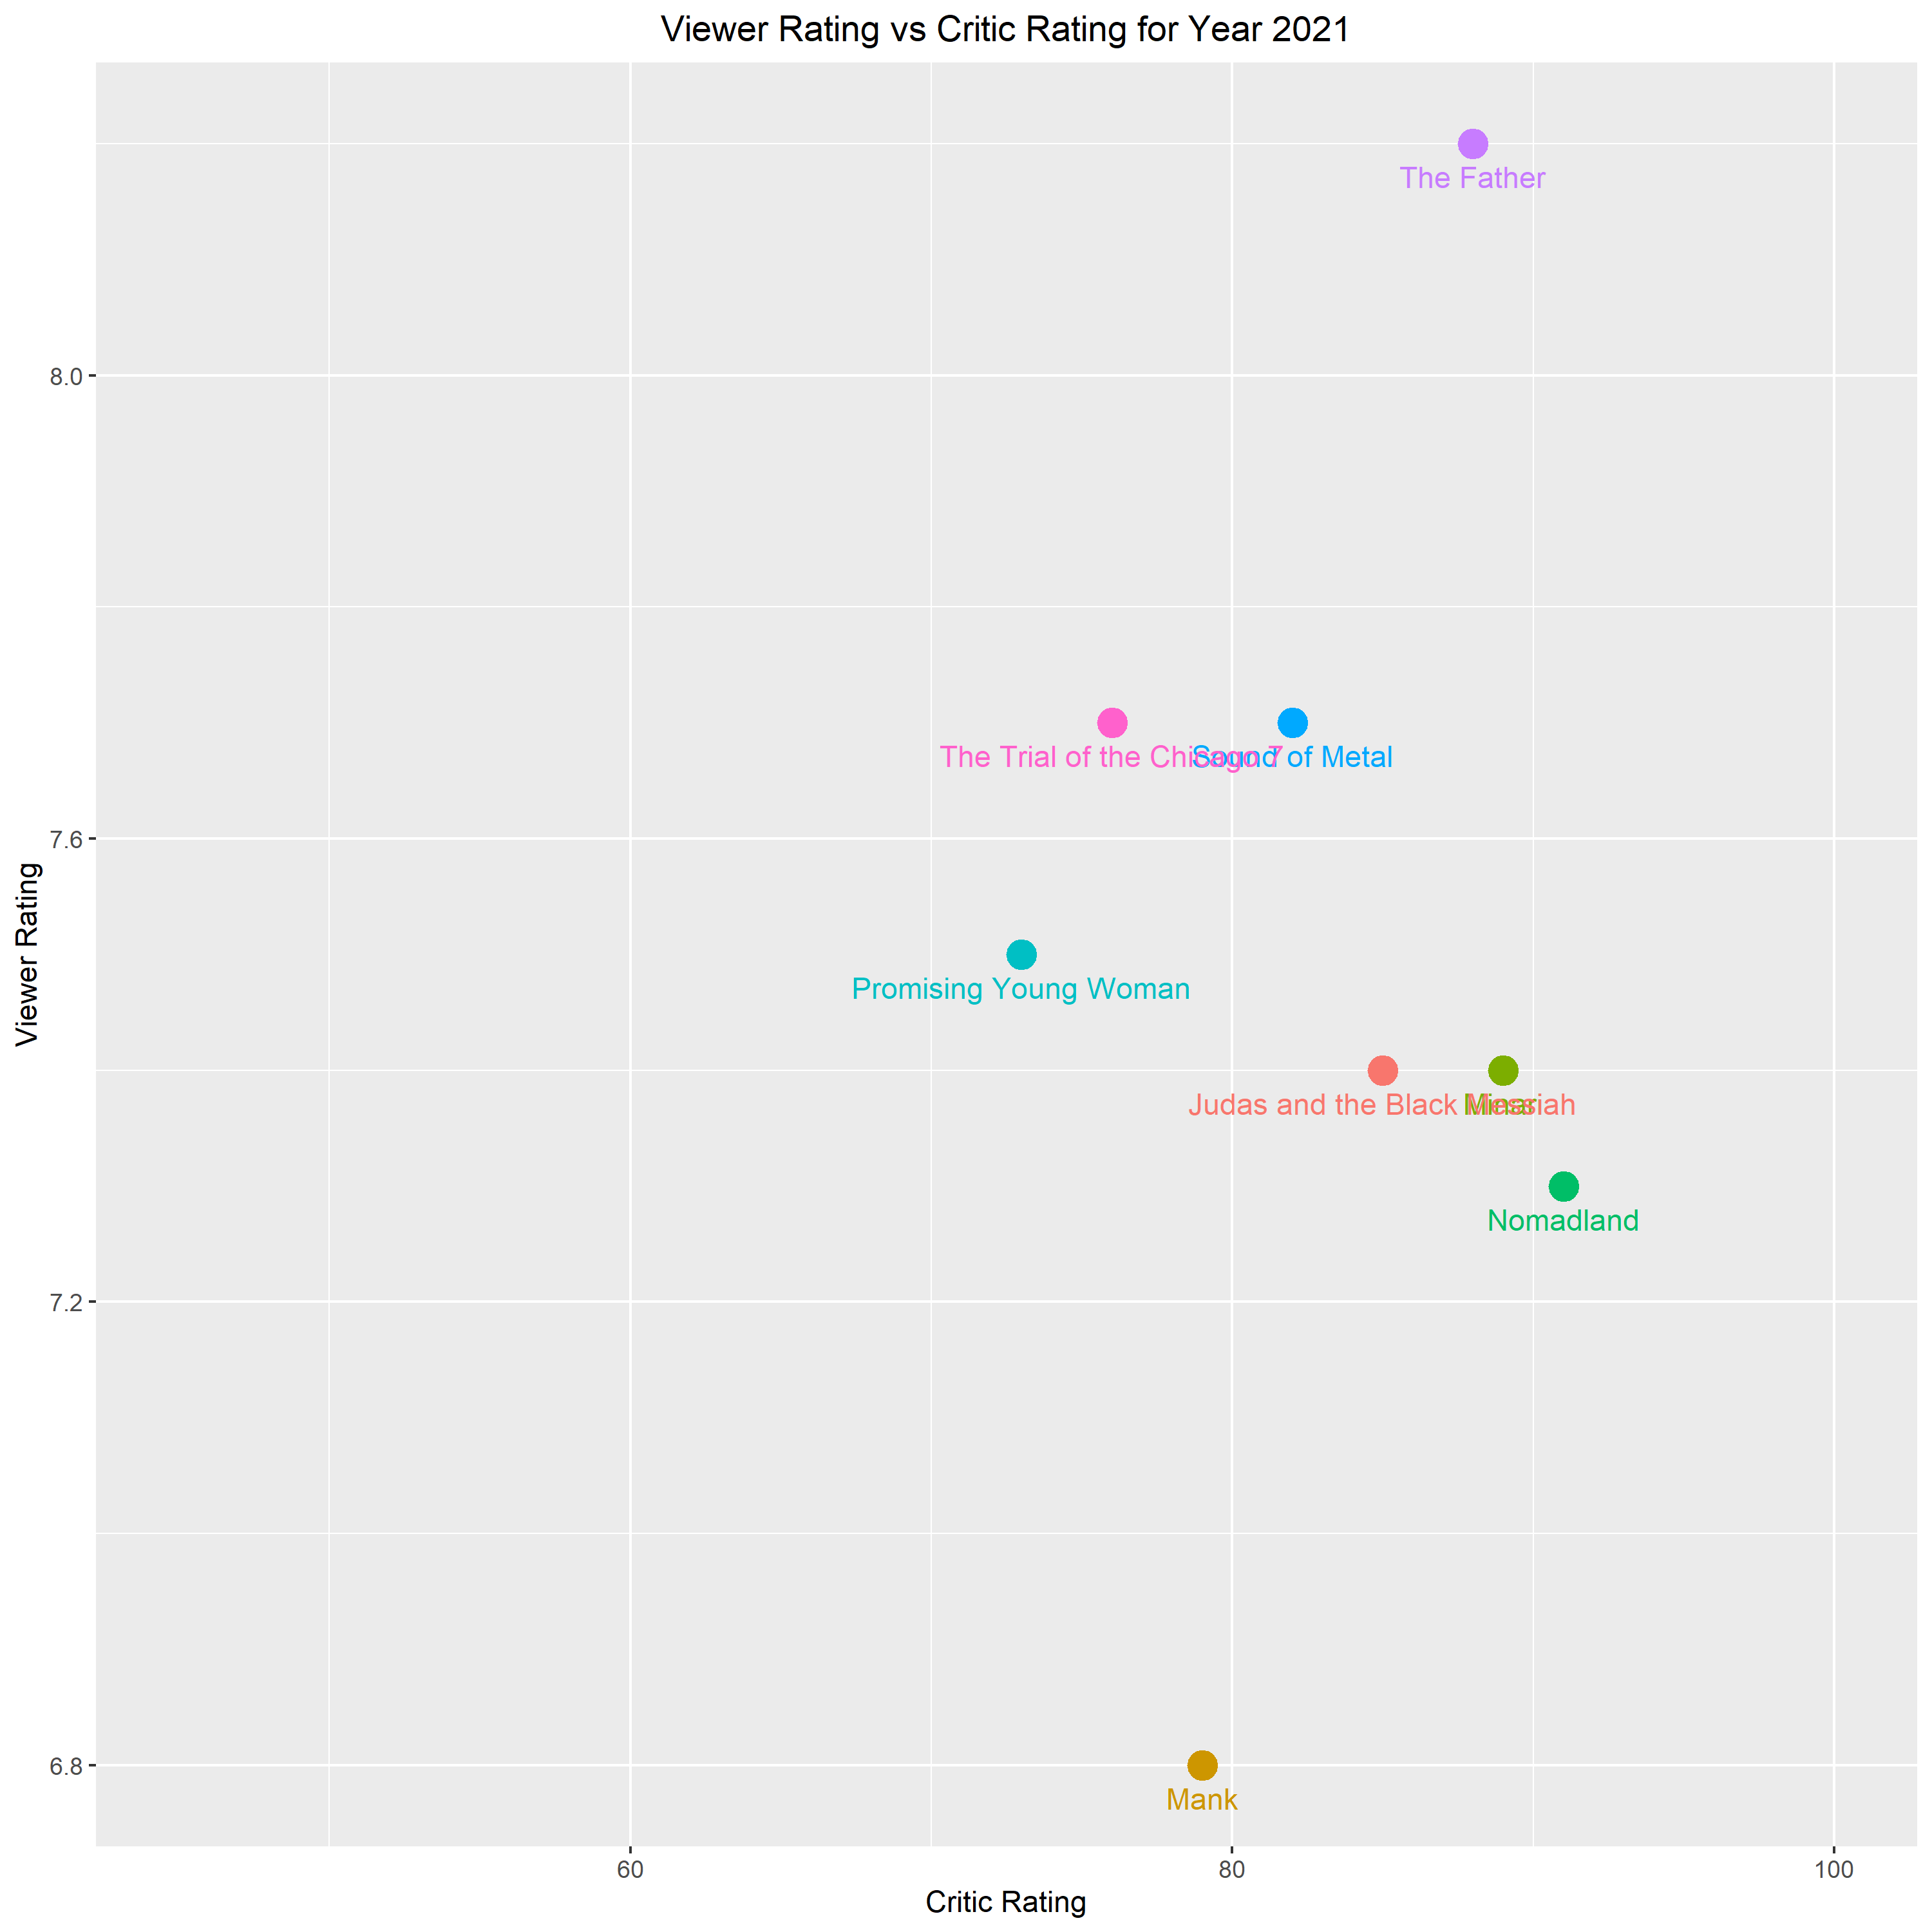 Viewer Rating vs Critic Rating for Year 2021
The Father
8.0
The Trial of the Chicago 7
Sound of Metal
7.6
Viewer Rating
Promising Young Woman
Judas and the Black Messiah
Minari
Nomadland
7.2
6.8
Mank
60
80
100
Critic Rating